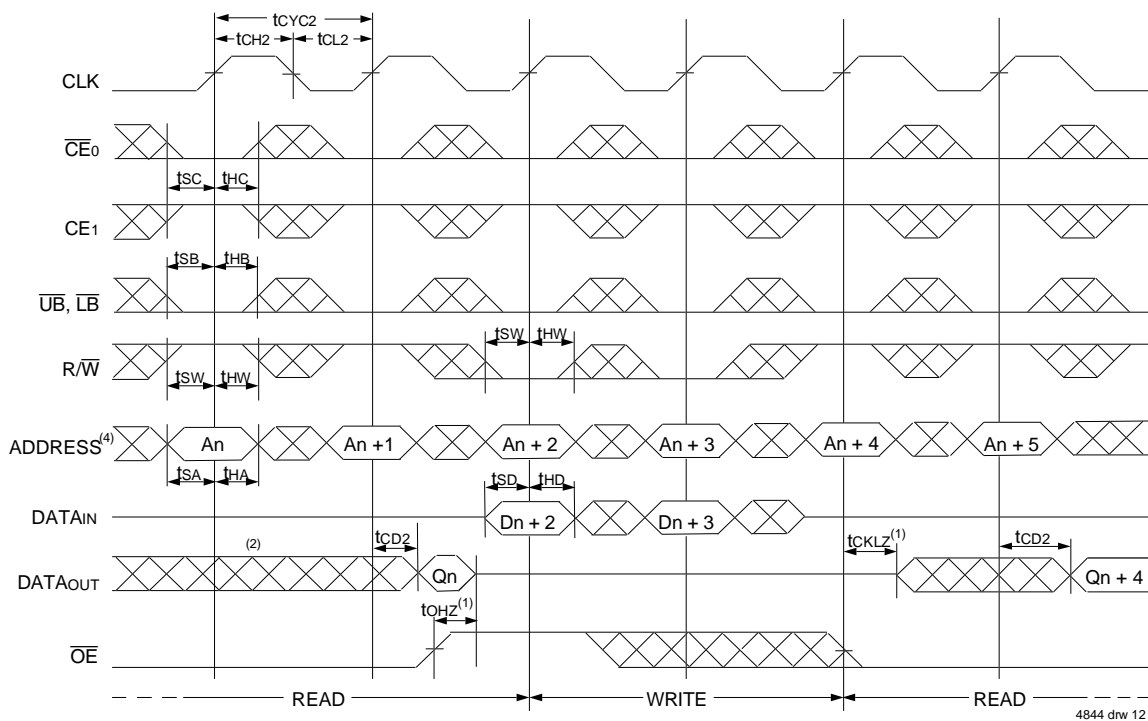 tCYC2
tCH2 tCL2
CLK
CE0
tSC tHC
CE1
tSB tHB
UB, LB
tSW tHW
R/W
tSW tHW
ADDRESS(4) An An +1 An + 2 An + 3 An + 4 An + 5
tSA tHA
tSD tHD
DATAIN Dn + 2 Dn + 3
(2) tCD2 tCKLZ(1) tCD2
DATAOUT Qn Qn + 4
tOHZ(1)
OE
READ WRITE READ
4844 drw 12